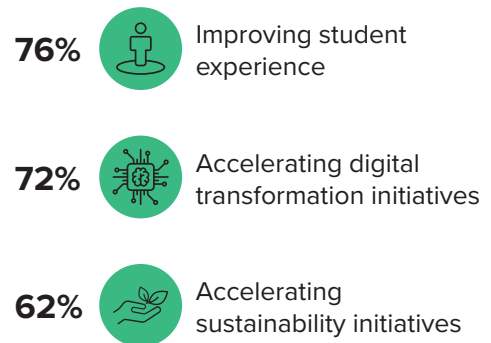 76%
Improving student
experience
72%
Accelerating digital
transformation initiatives
62%
Accelerating
sustainability initiatives